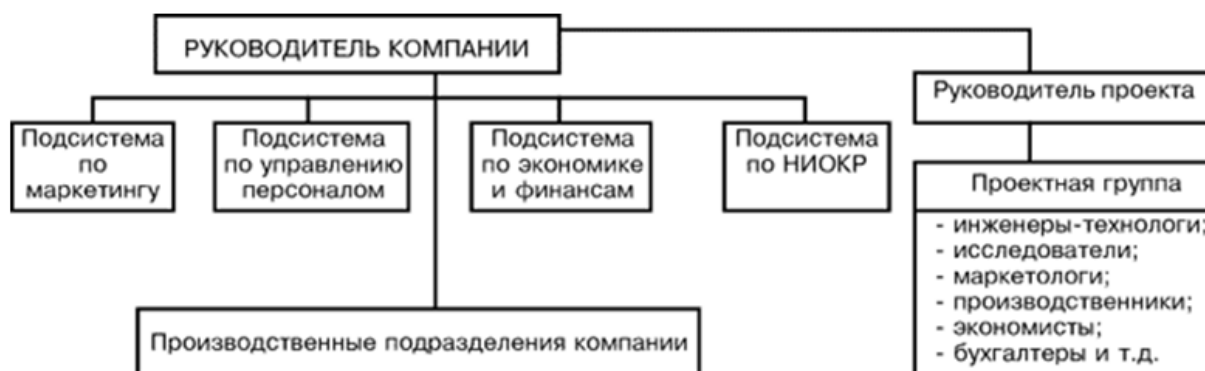 РУКОВОДИТЕЛЬ КОМПАНИИ
Руководитель проекта
Подсистема
по
маркетингу
Подсистема
по управлению
персоналом
Подсистема
по экономике
и финансам
Подсистема
по НИОКР
Проектная группа
- инженеры-технологи;
- исследователи;
- маркетологи;
- производственники;
- экономисты;
- бухгалтеры и т.д.
Производственные подразделения компании